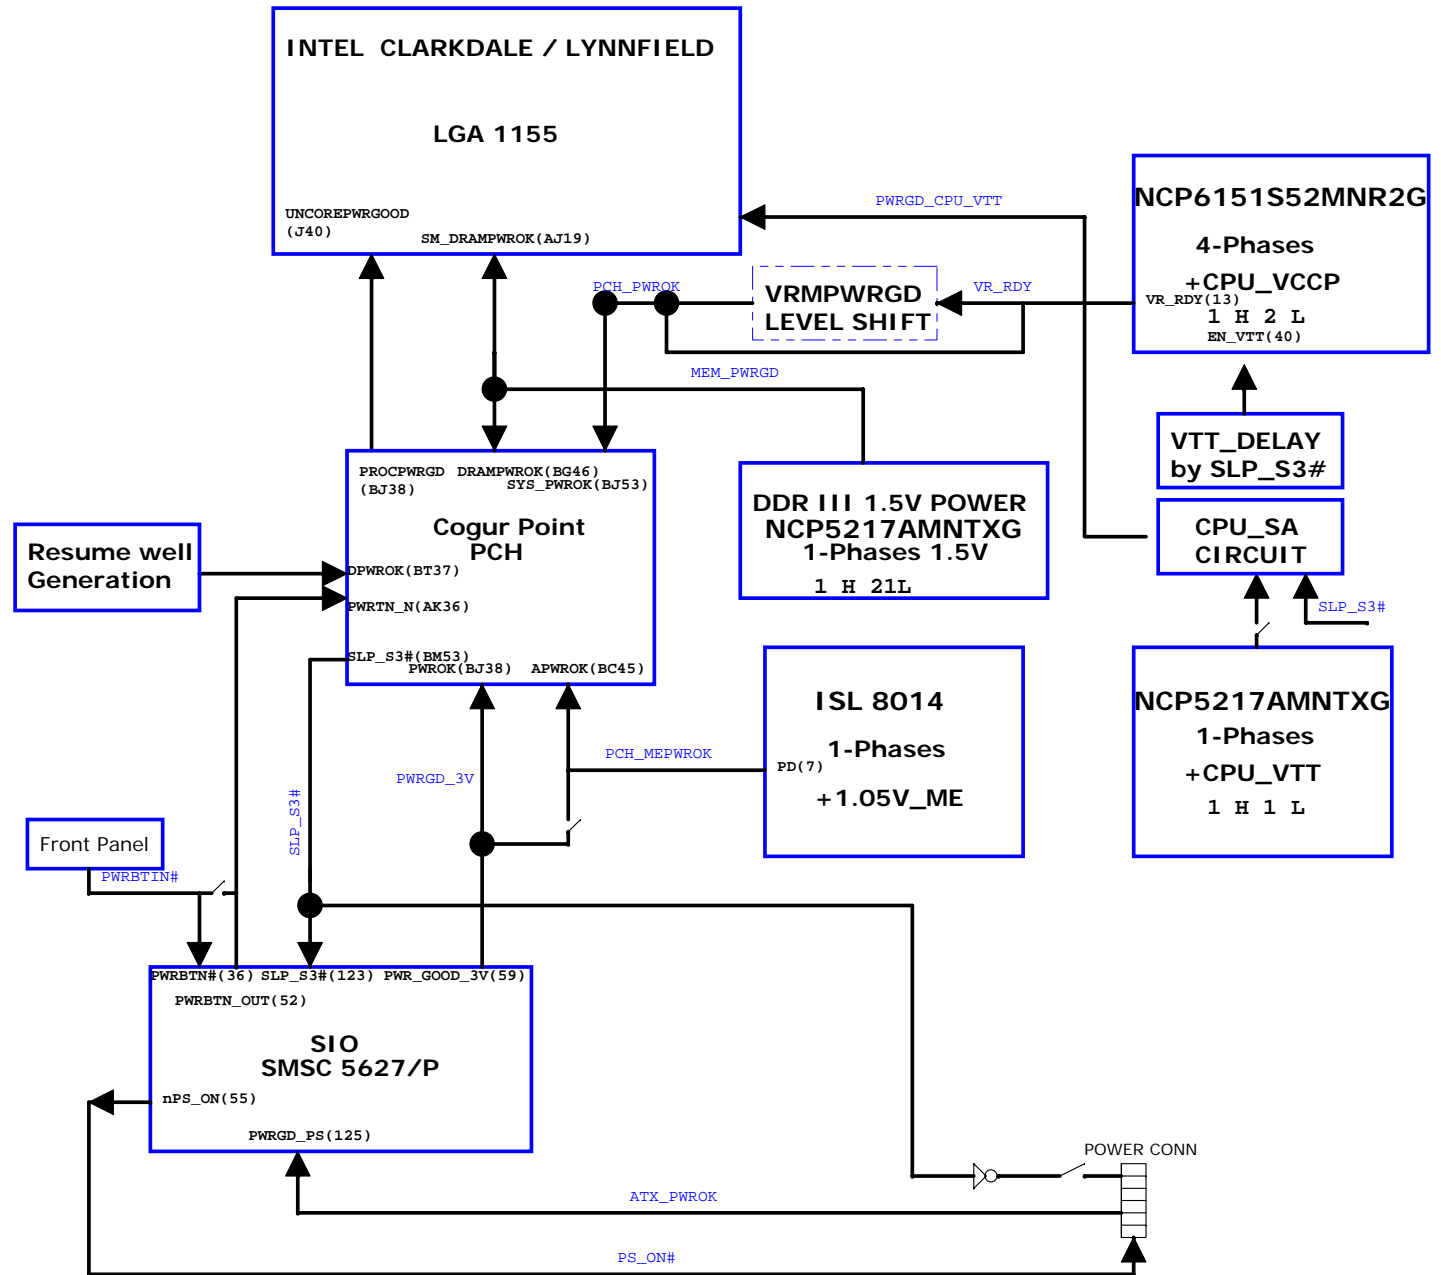 INTEL CLARKDALE / LYNNFIELD
LGA 1155
UNCOREPWRGOOD
(J40)
SM_DRAMPWROK(AJ19)
PWRGD_CPU_VTT
NCP6151S52MNR2G
4-Phases
+CPU_VCCP
VR_RDY(13)
1 H 2 L
EN_VTT(40)
PCH_PWROK
VRMPWRGD
LEVEL SHIFT
VR_RDY
MEM_PWRGD
VTT_DELAY
by SLP_S3#
PROCPWRGD
(BJ38)
DRAMPWROK(BG46)
SYS_PWROK(BJ53)
Cogur Point
PCH
DPWROK(BT37)
PWRTN_N(AK36)
SLP_S3#(BM53)
PWROK(BJ38)
APWROK(BC45)
DDR III 1.5V POWER
NCP5217AMNTXG
1-Phases 1.5V
1 H 21L
CPU_SA
CIRCUIT
SLP_S3#
Resume well
Generation
ISL 8014
1-Phases
PD(7)
+1.05V_ME
PCH_MEPWROK
NCP5217AMNTXG
1-Phases
+CPU_VTT
1 H 1 L
PWRGD_3V
SLP_S3#
Front Panel
PWRBTIN#
PWRBTN#(36)
SLP_S3#(123)
PWR_GOOD_3V(59)
PWRBTN_OUT(52)
SIO
SMSC 5627/P
nPS_ON(55)
PWRGD_PS(125)
POWER CONN
ATX_PWROK
PS_ON#